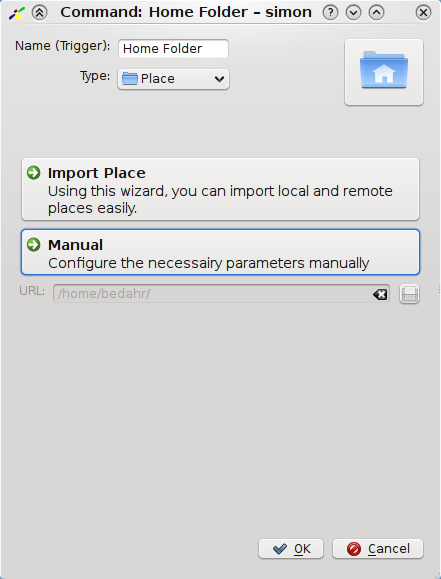 Command: Home Folder – simon
Name (Trigger): Home Folder
Type: Place
Import Place
Using this wizard, you can import local and remote
places easily.
Manual
Configure the necessairy parameters manually
URL: /home/bedahr/
OK Cancel